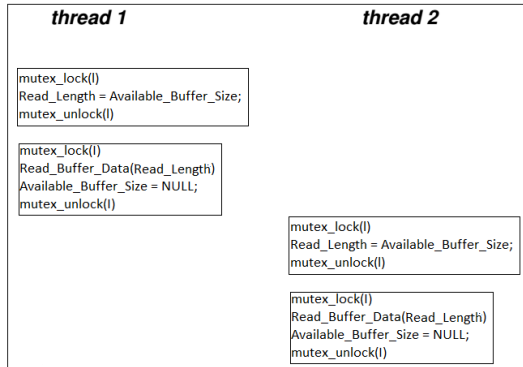 thread 1
thread 2
mutex_lock(l)
Read_Length = Available_Buffer_Size;
mutex_unlock(l)
mutex_lock(I)
Read_Buffer_Data(Read_Length)
Available_Buffer_Size = NULL;
mutex_unlock(I)
mutex_lock(l)
Read_Length = Available_Buffer_Size;
mutex_unlock(l)
mutex_lock(I)
Read_Buffer_Data(Read_Length)
Available_Buffer_Size = NULL;
mutex_unlock(I)